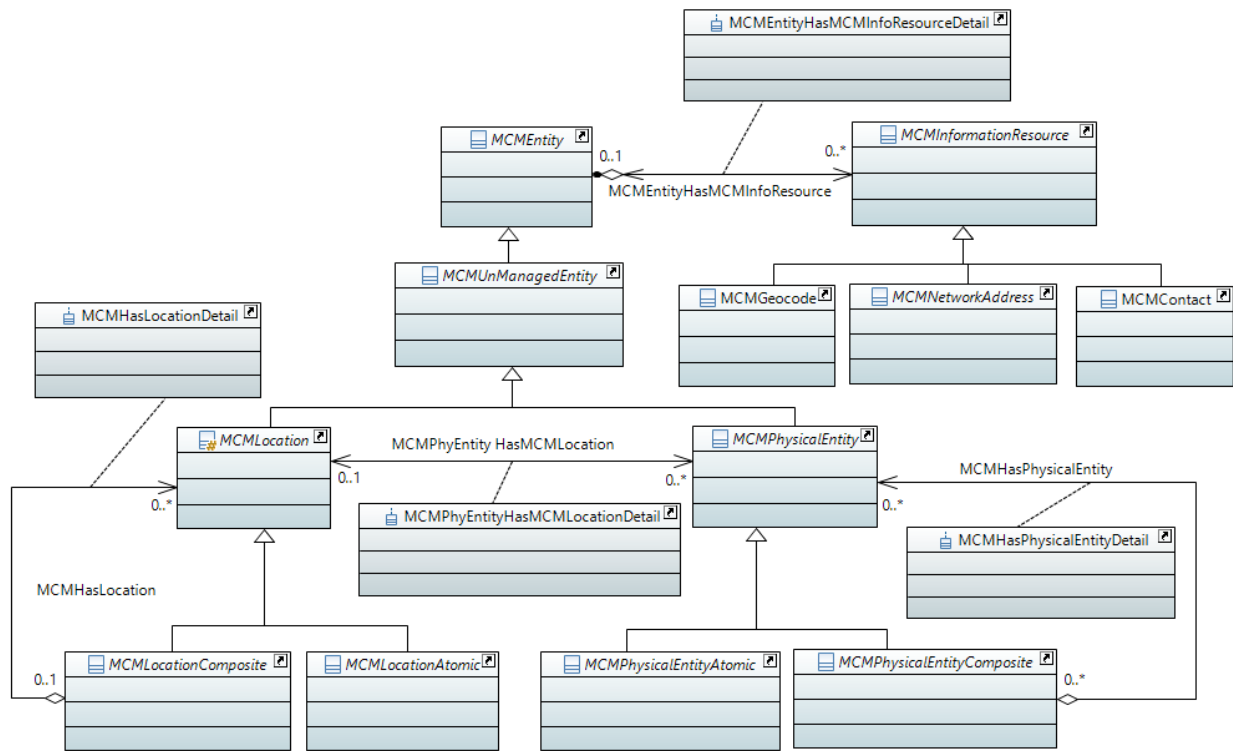 MCMEntityHasMCMInfoResourceDetail
MCMEntity
MCMInformationResource
0..1
0..*
MCMEntityHasMCMInfoResource
MCMUnManagedEntity
MCMGeocode
MCMNetworkAddress
MCMContact
MCMHasLocationDetail
MCMLocation
MCMPhyEntity HasMCMLocation
MCMPhysicalEntity
MCMHasPhysicalEntity
0..1
0..*
0..*
0..*
MCMPhyEntityHasMCMLocationDetail
MCMHasPhysicalEntityDetail
MCMHasLocation
MCMLocationComposite
MCMLocationAtomic
MCMPhysicalEntityAtomic
MCMPhysicalEntityComposite
0..1
0..*